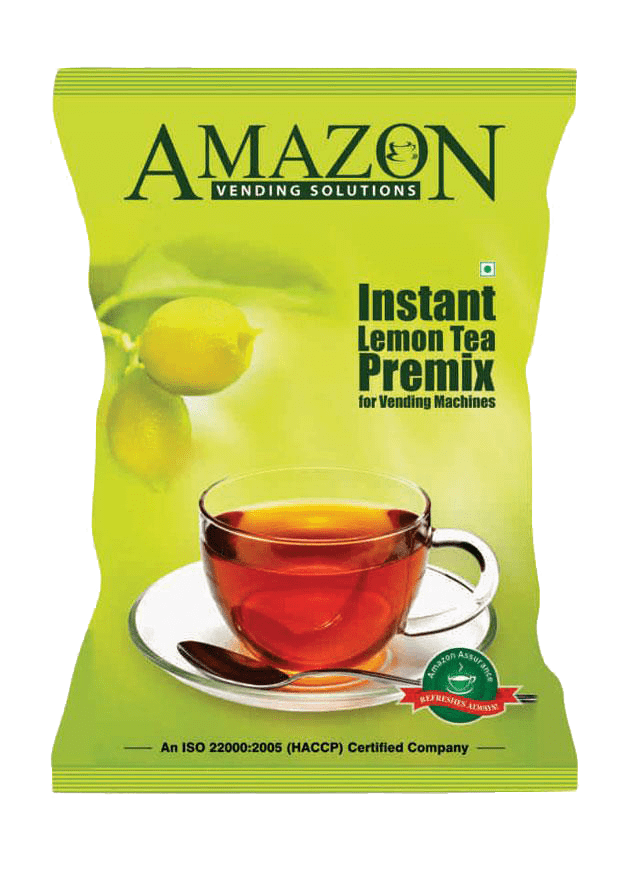 AMAZON
VENDING SOLUTIONS
Instant
Lemon Tea
Premix
for Vending Machines
Amazon Assurance
REFRESHES ALWAYS!
An ISO 22000:2005 (HACCP) Certified Company